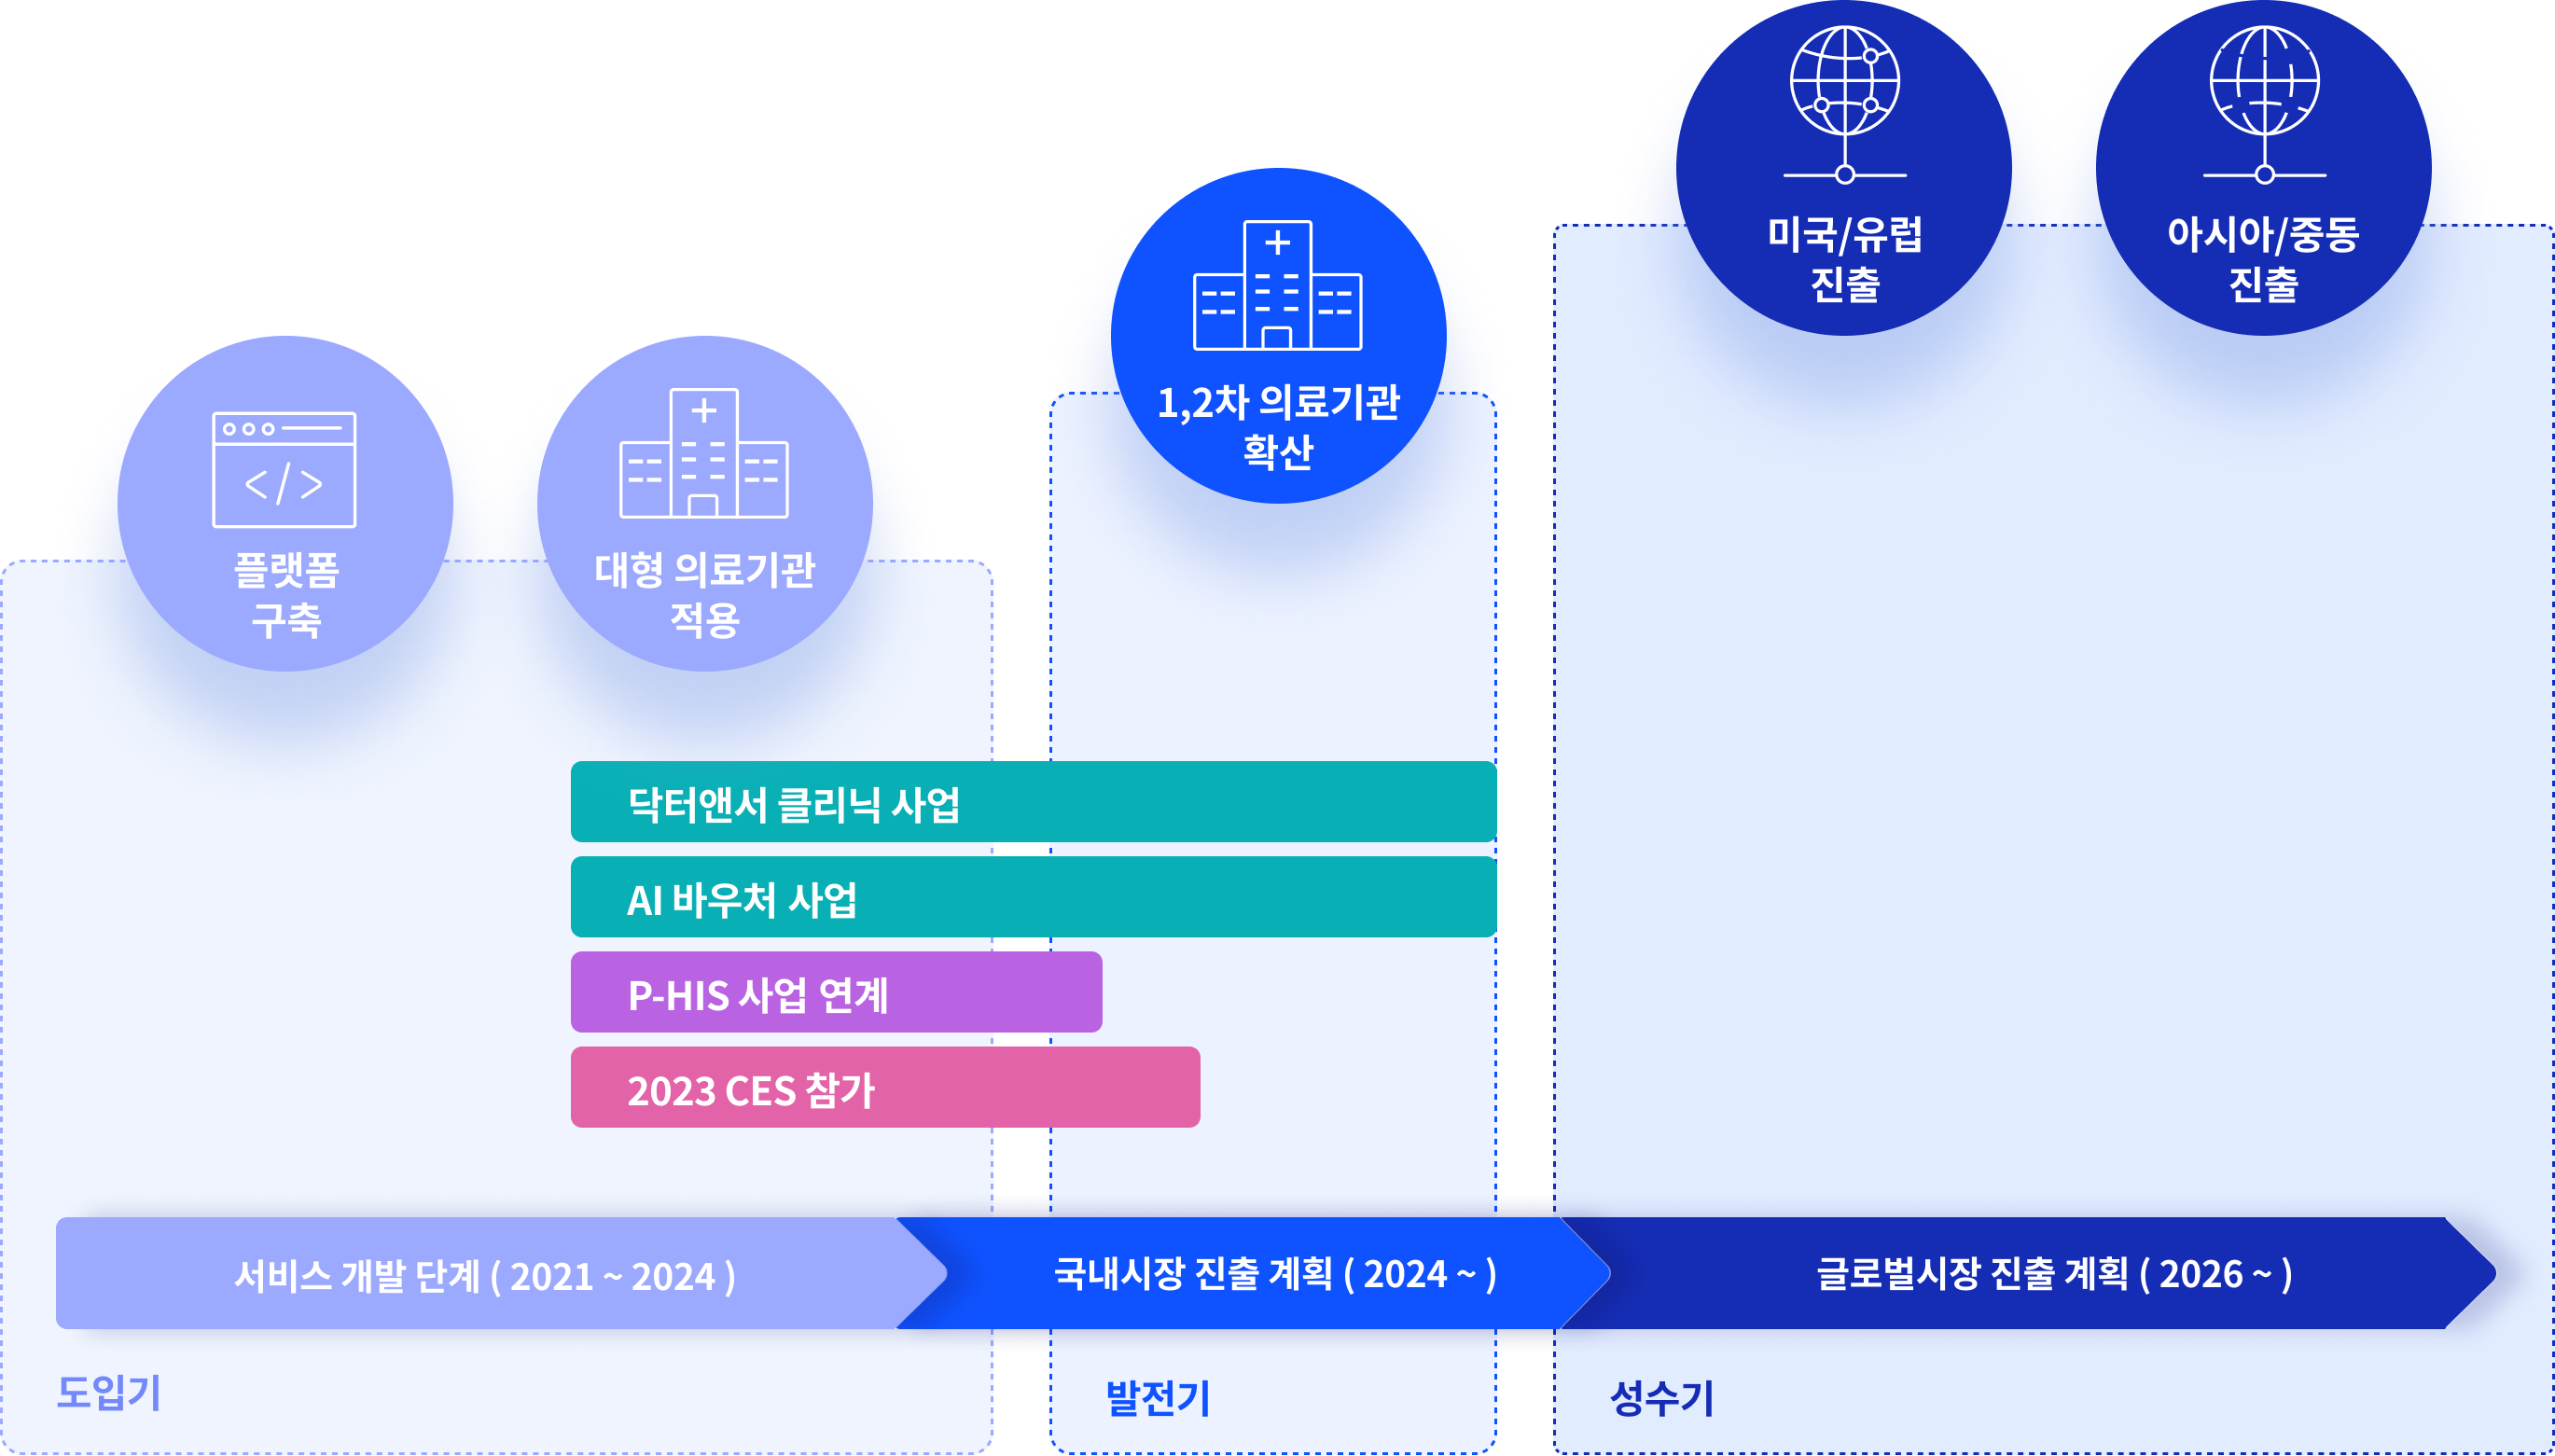 미국/유럽
진출
아시아/중동
진출
1,2차 의료기관
확산
플랫폼
구축
대형 의료기관
적용
닥터앤서 클리닉 사업
AI 바우처 사업
P-HIS 사업 연계
2023 CES 참가
서비스 개발 단계 ( 2021 ~ 2024 )
국내시장 진출 계획 ( 2024 ~ )
글로벌시장 진출 계획 ( 2026 ~ )
도입기
발전기
성수기